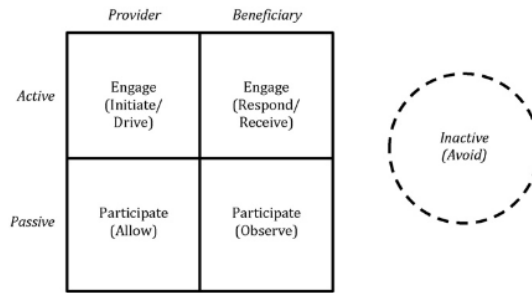 Provider Beneficiary
Active
Engage
(Initiate/
Drive)
Engage
(Respond/
Receive)
Inactive
(Avoid)
Passive
Participate
(Allow)
Participate
(Observe)